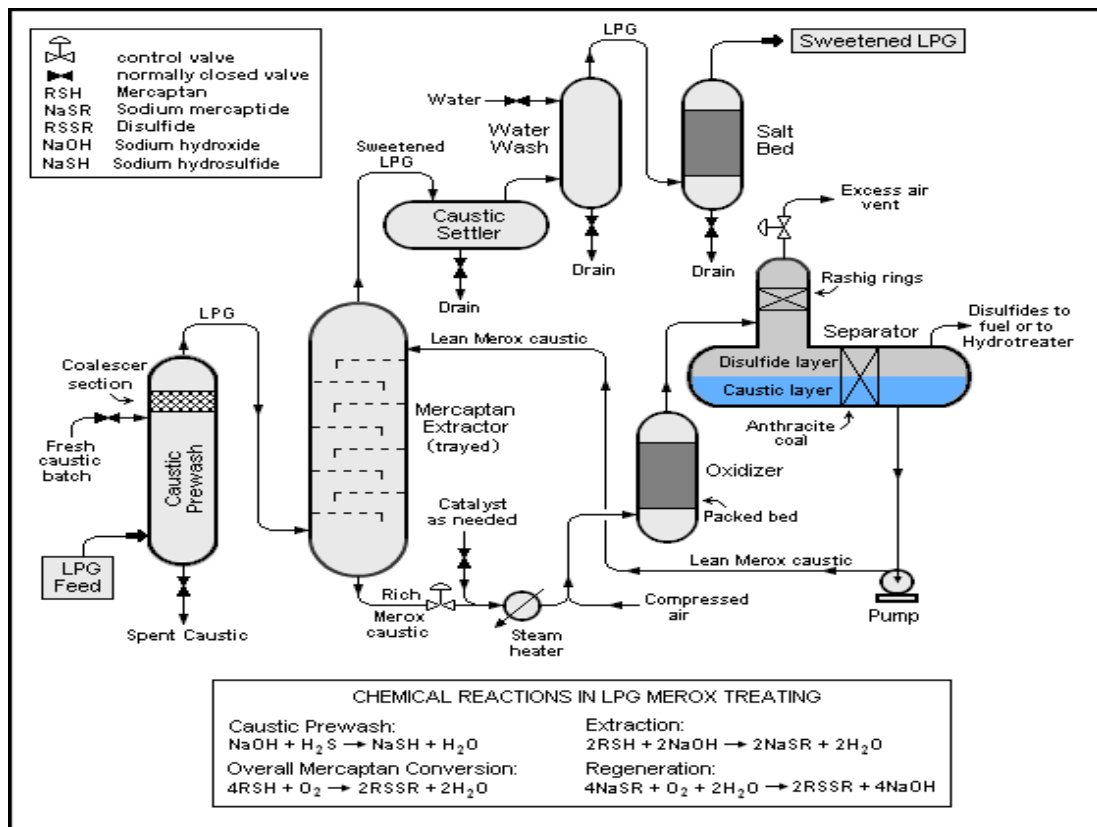 control valve
normally closed valve
RSH Mercaptan
NaSR Sodium mercaptide
RSSR Disulfide
NaOH Sodium hydroxide
NaSH Sodium hydrosulfide
LPG
Sweetened LPG
Water
Water
Wash
Salt
Bed
Sweetened
LPG
Caustic
Settler
Drain
Drain
Drain
Excess air
vent
Rashig rings
Separator
Disulfides to
fuel or to
Hydrotreater
Disulfide layer
Caustic layer
Anthracite
coal
LPG
Coalescer
section
Fresh
caustic
batch
Caustic
Prewash
LPG
Feed
Spent Caustic
Lean Merox caustic
Mercaptan
Extractor
(trayed)
Catalyst
as needed
Oxidizer
Packed bed
Lean Merox caustic
Rich
Merox
caustic
Steam
heater
Compressed
air
Pump
CHEMICAL REACTIONS IN LPG MEROX TREATING
Caustic Prewash:
NaOH + H₂S → NaSH + H₂O
Extraction:
2RSH + 2NaOH → 2NaSR + 2H₂O
Overall Mercaptan Conversion:
4RSH + O₂ → 2RSSR + 2H₂O
Regeneration:
4NaSR + O₂ + 2H₂O → 2RSSR + 4NaOH